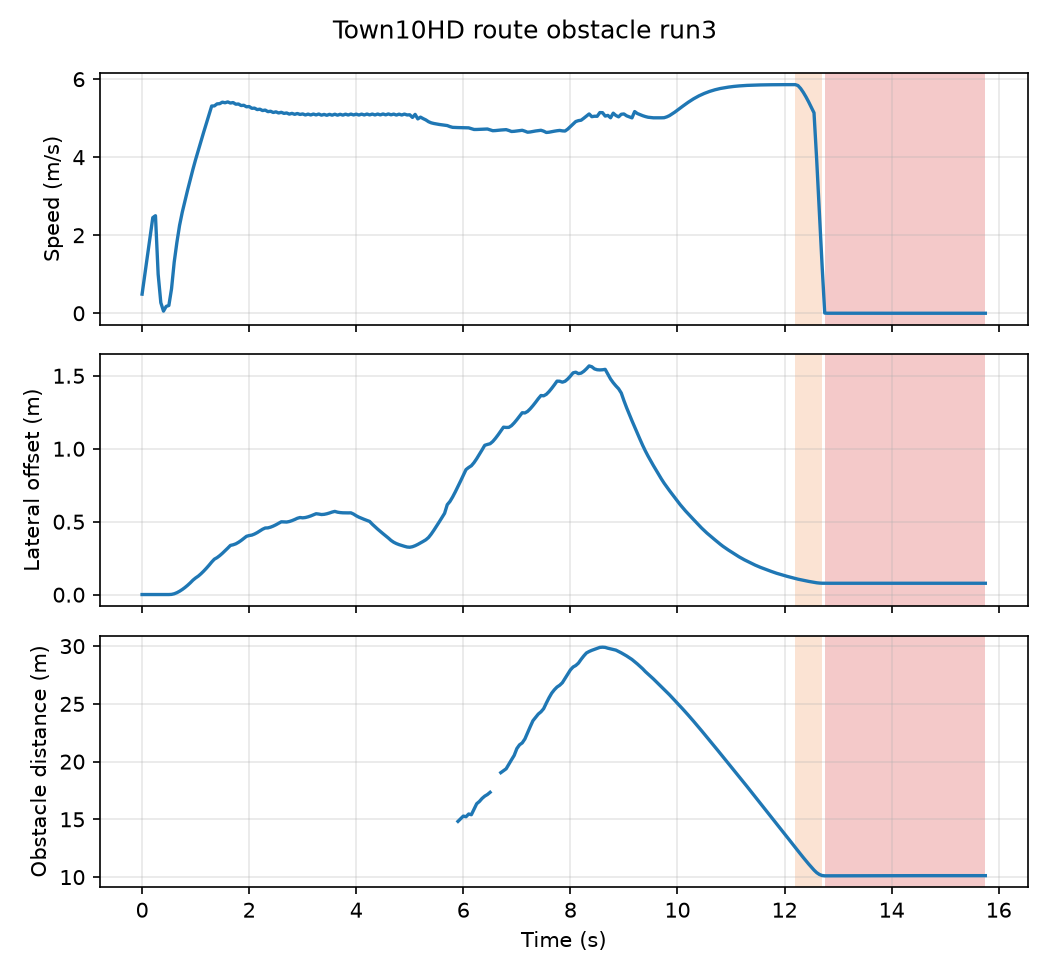 Town10HD route obstacle run3
6
4
2
0
Speed (m/s)
1.5
1.0
0.5
0.0
Lateral offset (m)
30
25
20
15
10
Obstacle distance (m)
0 2 4 6 8 10 12 14 16
Time (s)